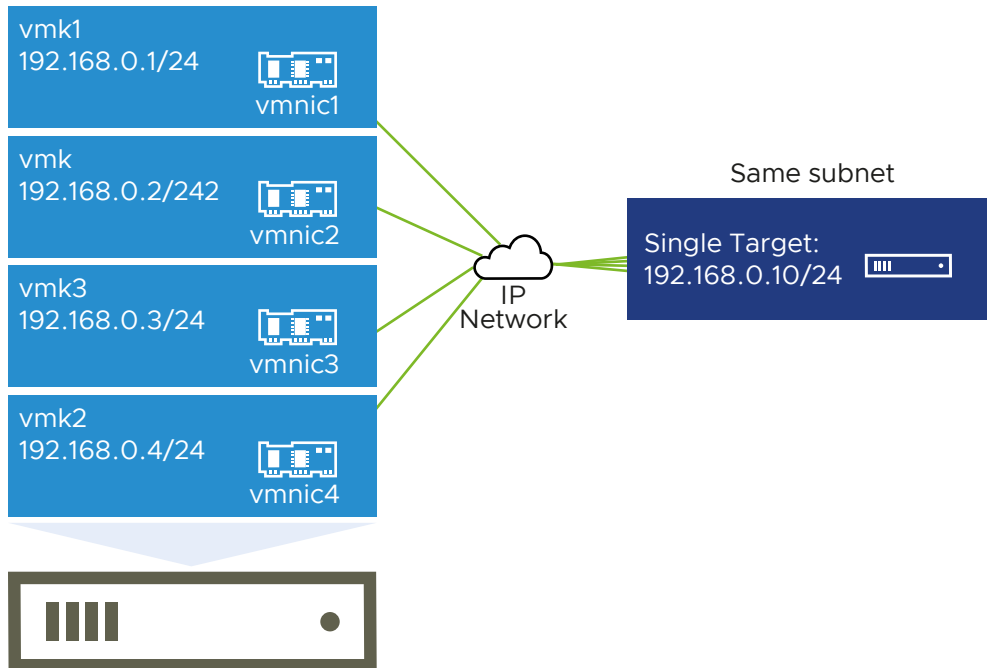 vmk1
192.168.0.1/24
vmnic1
vmk
192.168.0.2/242
vmnic2
vmk3
192.168.0.3/24
vmnic3
vmk2
192.168.0.4/24
vmnic4
IP
Network
Same subnet
Single Target:
192.168.0.10/24